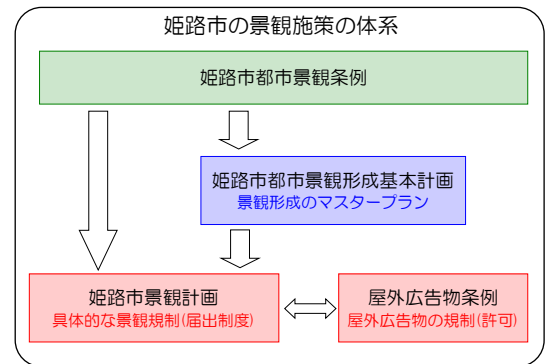 姫路市の景観施策の体系
姫路市都市景観条例
姫路市都市景観形成基本計画
景観形成のマスタープラン
姫路市景観計画
具体的な景観規制(届出制度)
屋外広告物条例
屋外広告物の規制(許可)